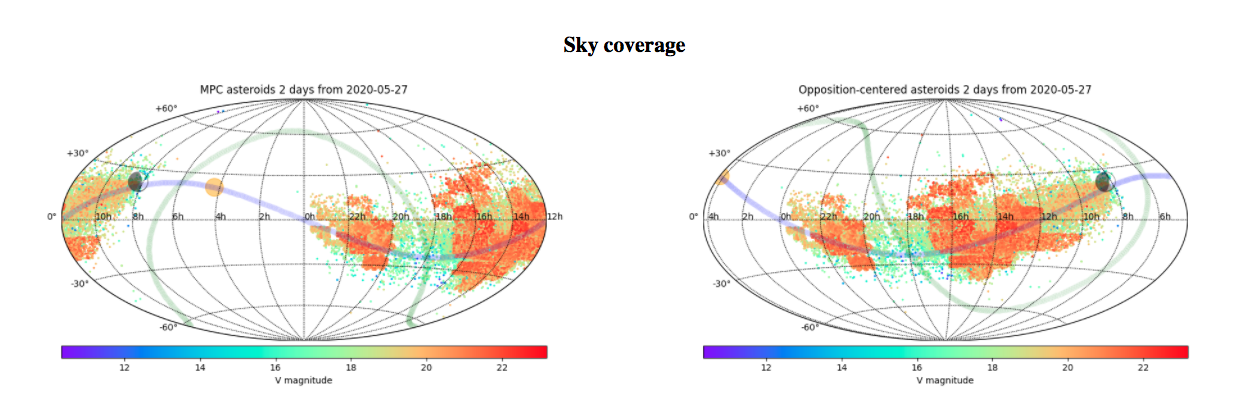 Sky coverage
MPC asteroids 2 days from 2020-05-27
+60°
+30°
0° 10h 8h 6h 4h 2h 0h 22h 20h 18h 16h 14h 12h
-30°
-60°
12 14 16 18 20 22
V magnitude
Opposition-centered asteroids 2 days from 2020-05-27
+60°
+30°
0° 4h 2h 0h 22h 20h 18h 16h 14h 12h 10h 8h 6h
-30°
-60°
12 14 16 18 20 22
V magnitude